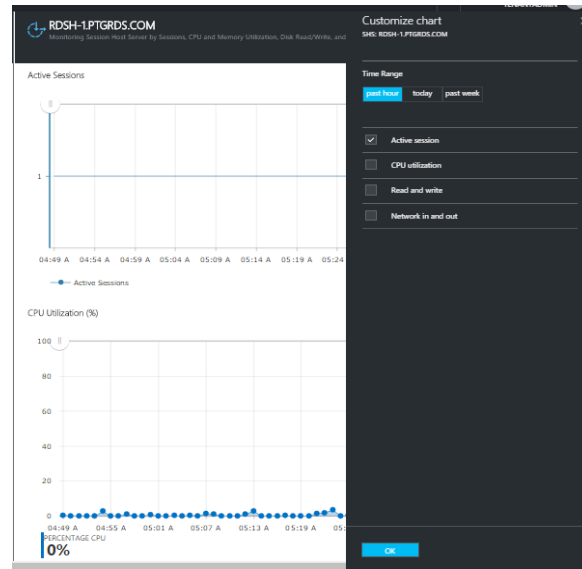 RDSH-1.PTGRDS.COM
Monitoring Session Host Server by Sessions, CPU and Memory Utilization, Disk Read/Write, and
Active Sessions
1
04:49 A 04:54 A 04:59 A 05:04 A 05:09 A 05:14 A 05:19 A 05:24
Active Sessions
CPU Utilization (%)
100
80
60
40
20
0
04:49 A 04:55 A 05:01 A 05:07 A 05:13 A 05:19 A 05:
PERCENTAGE CPU
0%
Customize chart
SHS: RDSH-1.PTGRDS.COM
Time Range
past hour today past week
Active session
CPU utilization
Read and write
Network in and out
OK